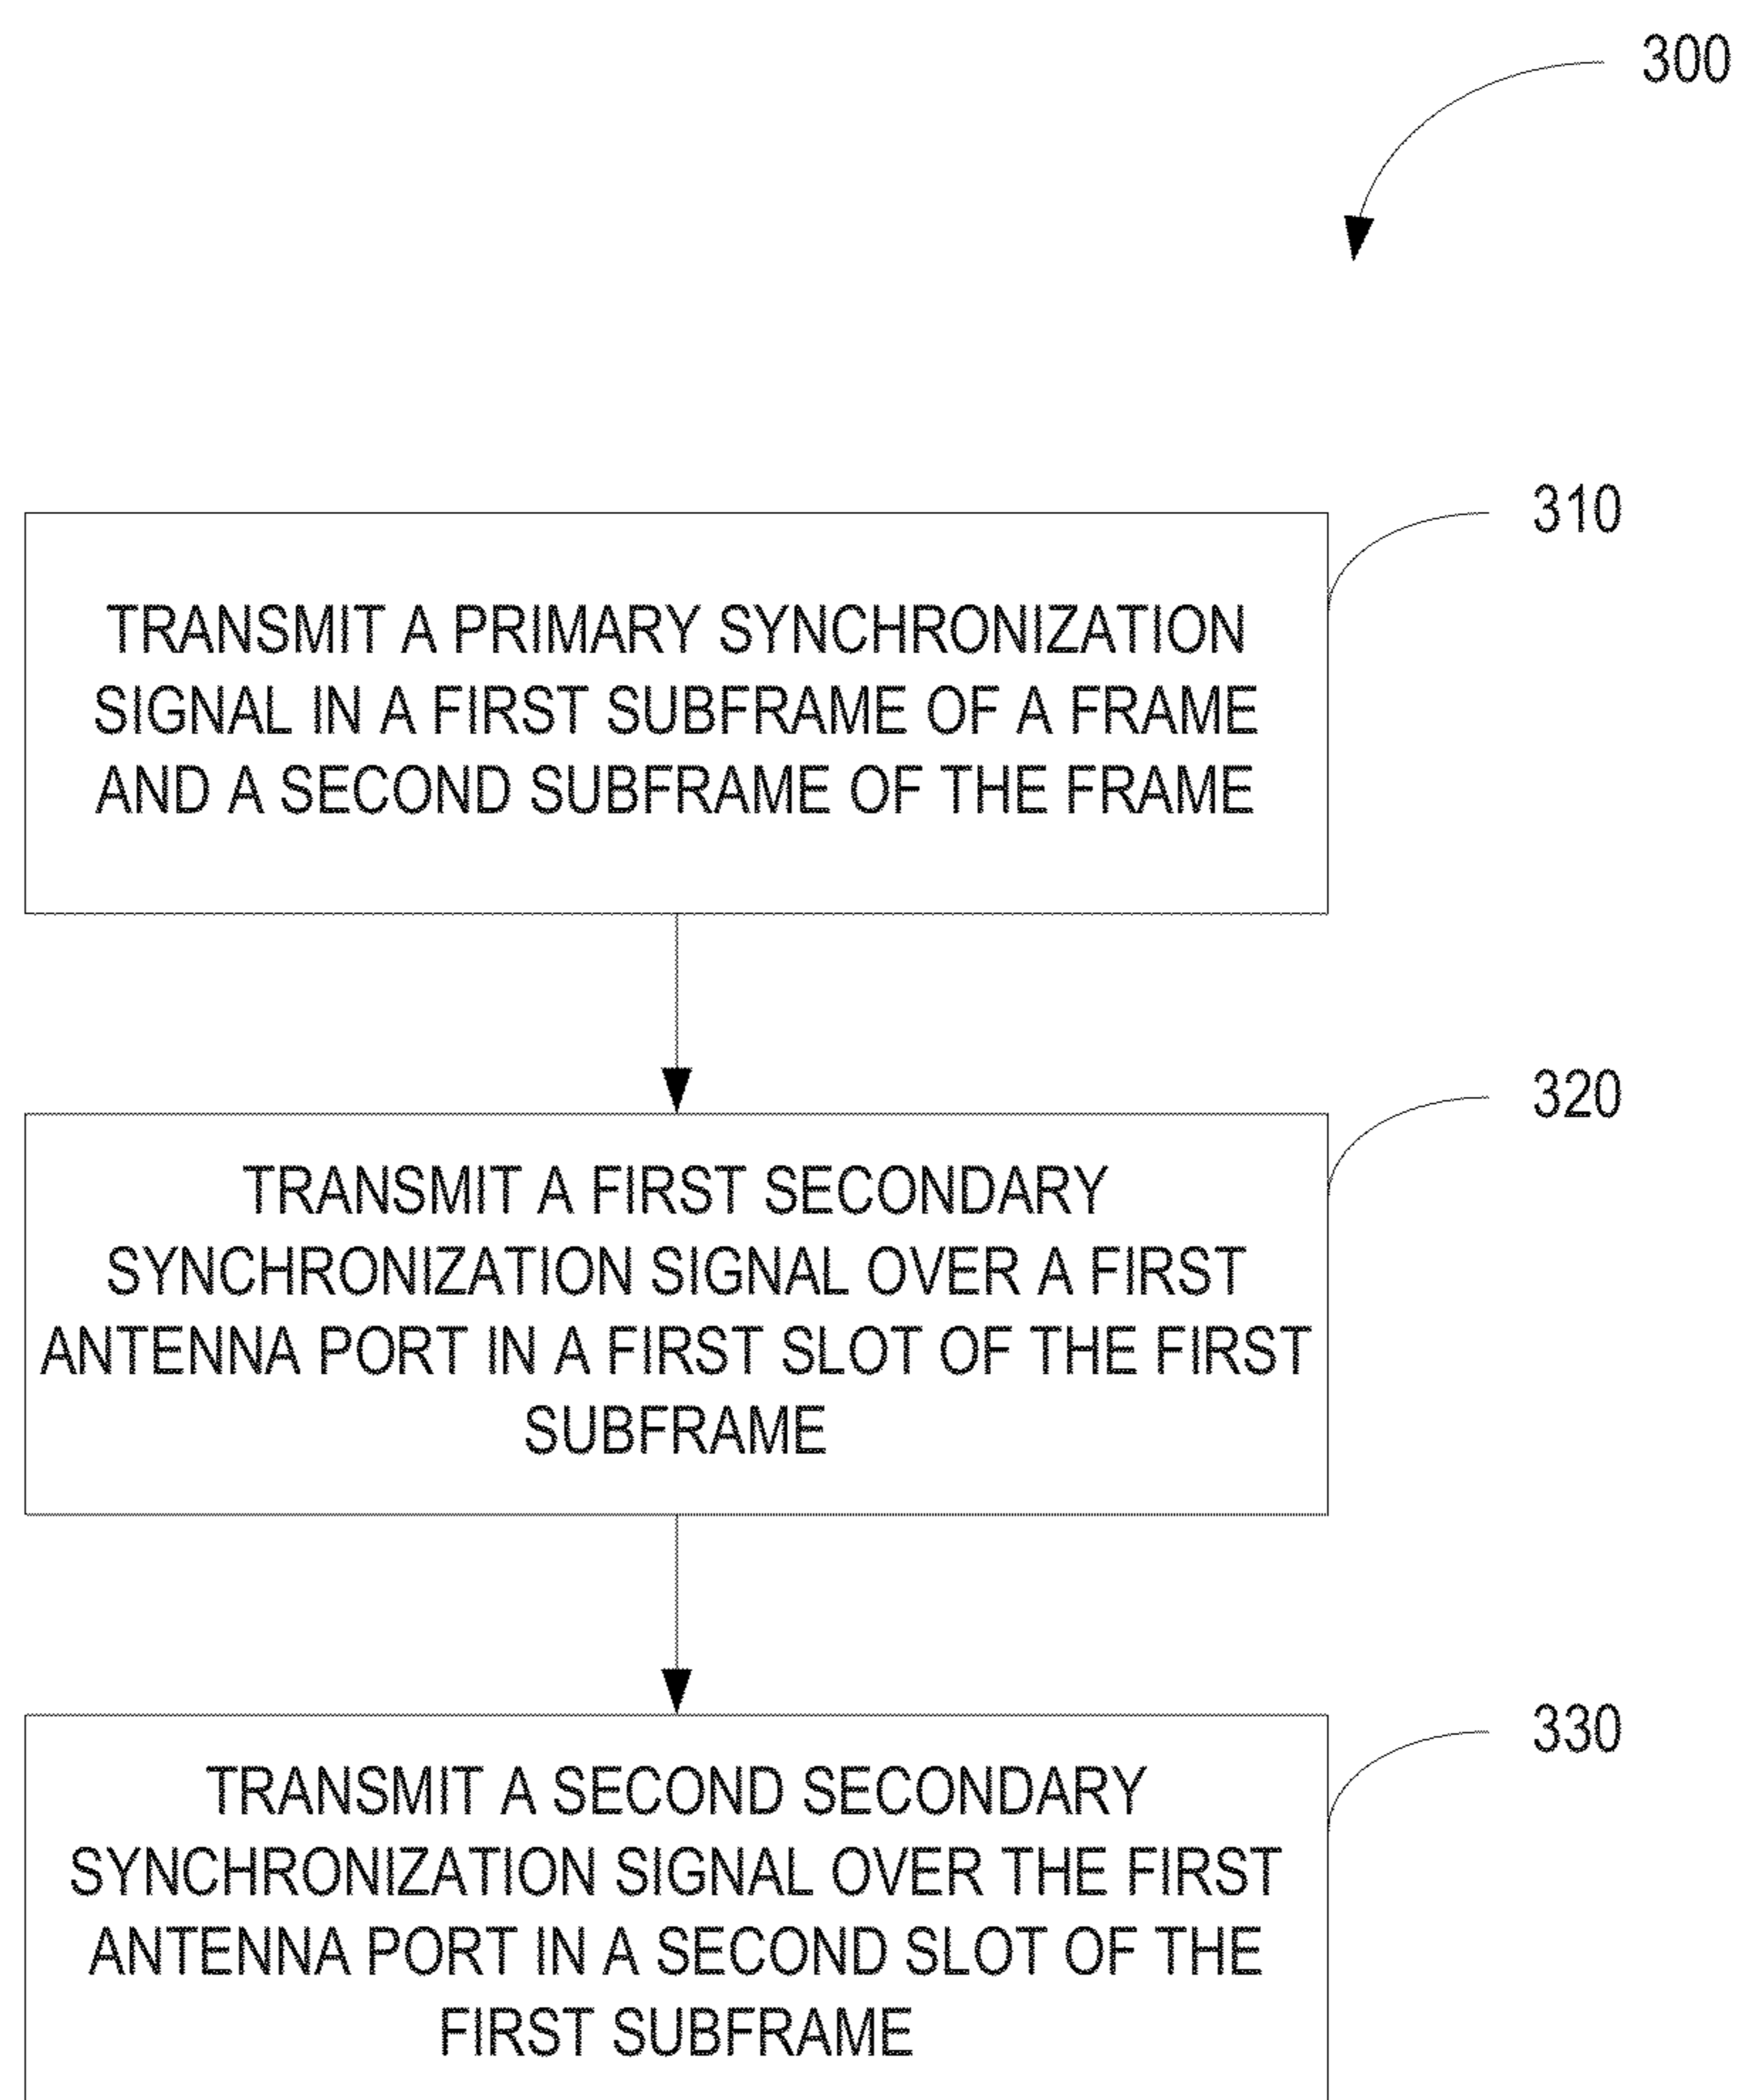 300
310
TRANSMIT A PRIMARY SYNCHRONIZATION
SIGNAL IN A FIRST SUBFRAME OF A FRAME
AND A SECOND SUBFRAME OF THE FRAME
320
TRANSMIT A FIRST SECONDARY
SYNCHRONIZATION SIGNAL OVER A FIRST
ANTENNA PORT IN A FIRST SLOT OF THE FIRST
SUBFRAME
330
TRANSMIT A SECOND SECONDARY
SYNCHRONIZATION SIGNAL OVER THE FIRST
ANTENNA PORT IN A SECOND SLOT OF THE
FIRST SUBFRAME